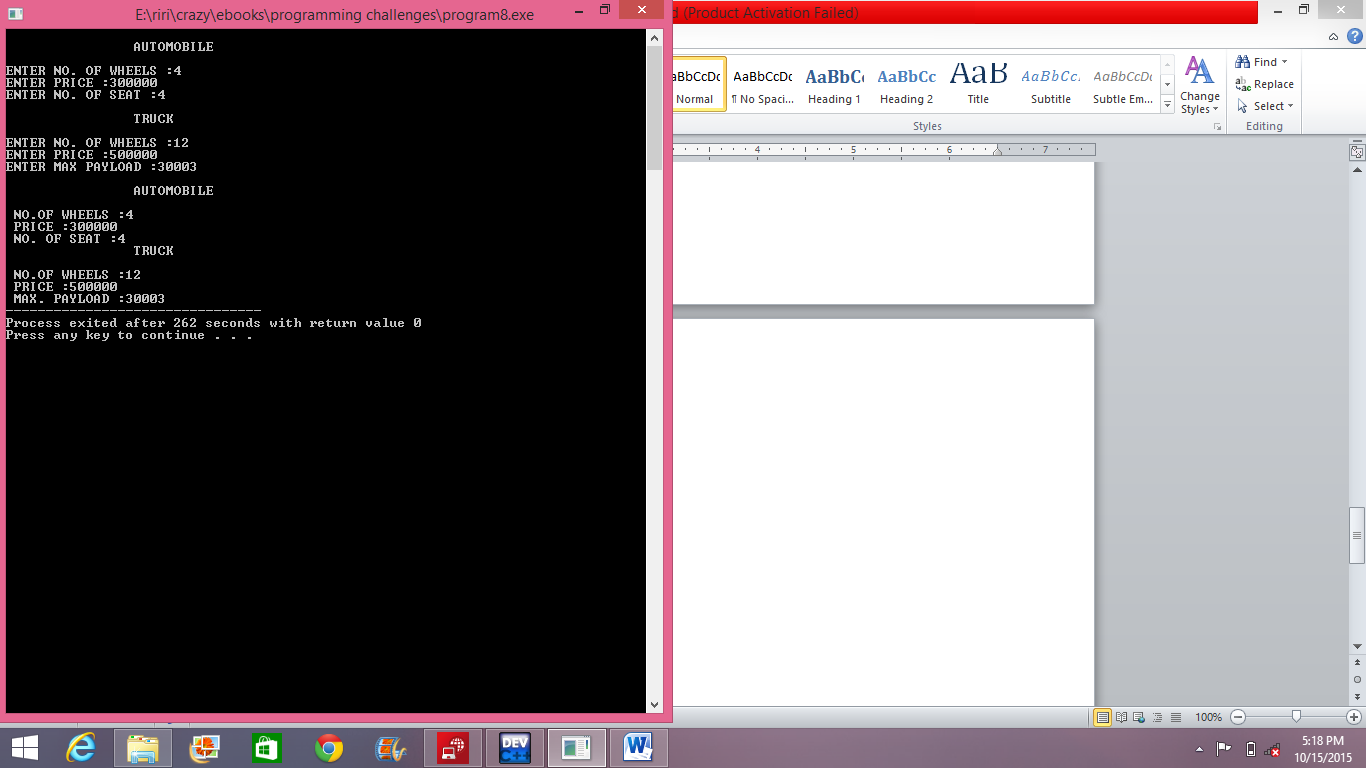 E:\riri\crazy\ebooks\programming challenges\program8.exe
AUTOMOBILE
ENTER NO. OF WHEELS :4
ENTER PRICE :300000
ENTER NO. OF SEAT :4
TRUCK
ENTER NO. OF WHEELS :12
ENTER PRICE :500000
ENTER MAX PAYLOAD :30003
AUTOMOBILE
NO.OF WHEELS :4
PRICE :300000
NO. OF SEAT :4
TRUCK
NO.OF WHEELS :12
PRICE :500000
MAX. PAYLOAD :30003
--------------------------------
Process exited after 262 seconds with return value 0
Press any key to continue . . .
(Product Activation Failed)
AaBbCcDc AaBbCc AaBbCc AaB AaBbCc. AaBbCcDc
Normal ¶ No Spaci... Heading 1 Heading 2 Title Subtitle Subtle Em...
Change Styles
Styles
Find
Replace
Select
Editing
4 5 6 7
100%
DEV C++
W
5:18 PM
10/15/2015